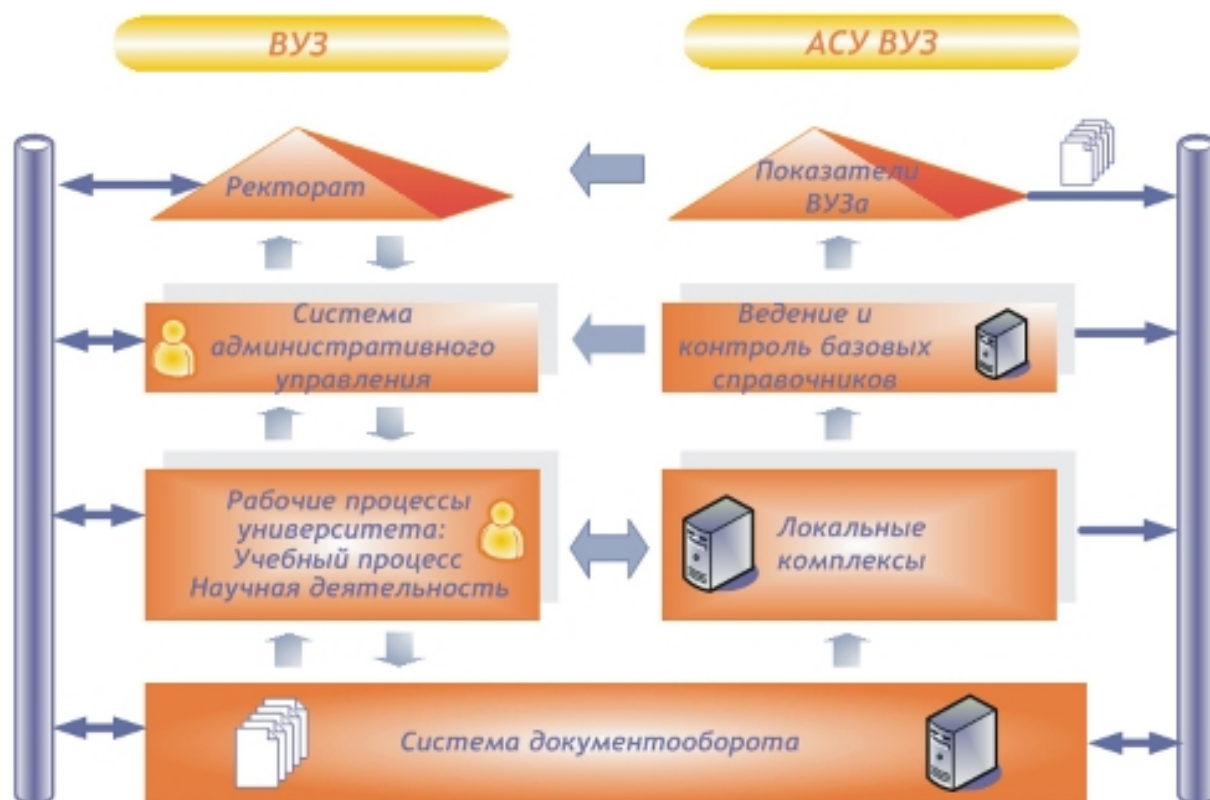 ВУЗ
АСУ ВУЗ
Ректорат
Показатели
ВУЗа
Система
административного
управления
Ведение и
контроль базовых
справочников
Рабочие процессы
университета:
Учебный процесс
Научная деятельность
Локальные
комплексы
Система документооборота